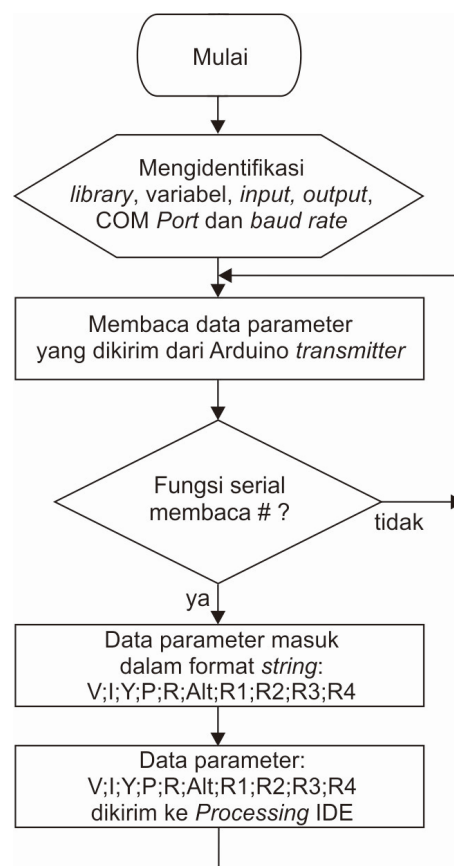 Mulai
Mengidentifikasi
library, variabel, input, output,
COM Port dan baud rate
Membaca data parameter
yang dikirim dari Arduino transmitter
Fungsi serial
membaca # ?
tidak
ya
Data parameter masuk
dalam format string:
V;I;Y;P;R;Alt;R1;R2;R3;R4
Data parameter:
V;I;Y;P;R;Alt;R1;R2;R3;R4
dikirim ke Processing IDE